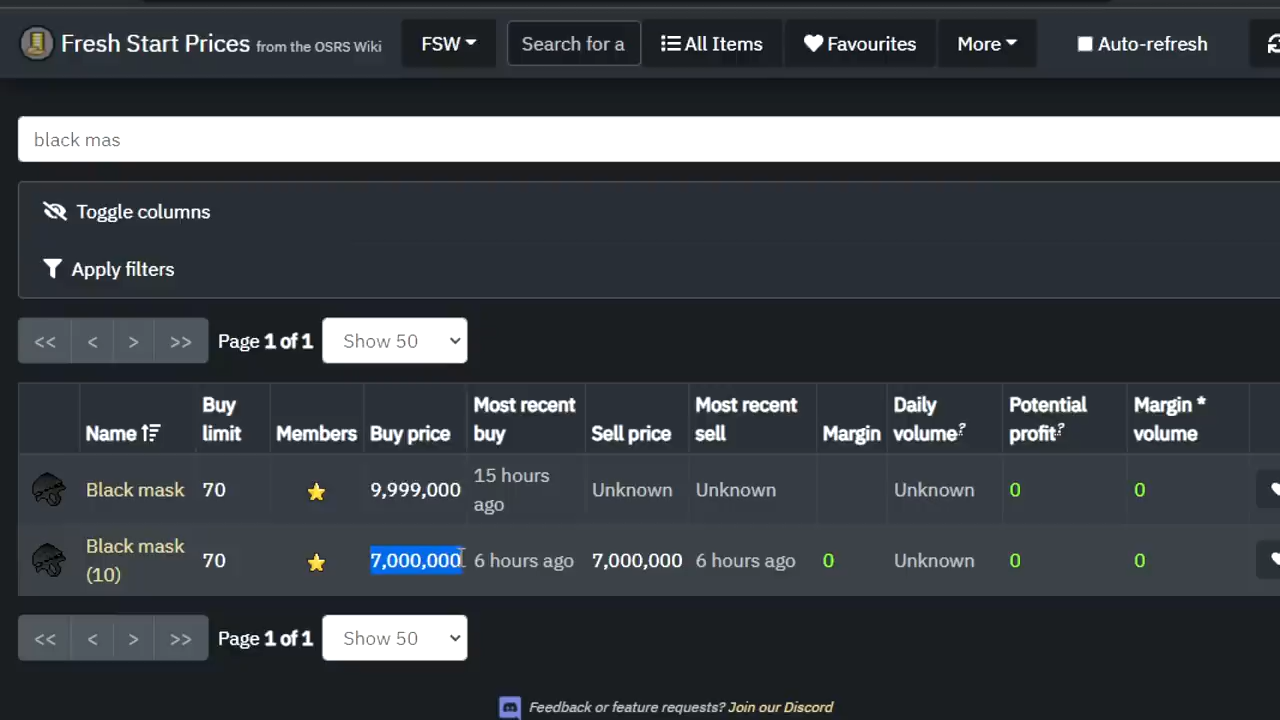 Fresh Start Prices from the OSRS Wiki FSW Search for a All Items Favourites More Auto-refresh
black mas
Toggle columns
Apply filters
<< < > >> Page 1 of 1 Show 50
Name Buy limit Members Buy price Most recent buy Sell price Most recent sell Margin Daily volume? Potential profit? Margin * volume
Black mask 70 9,999,000 15 hours ago Unknown Unknown Unknown 0 0
Black mask (10) 70 7,000,000 6 hours ago 7,000,000 6 hours ago 0 Unknown 0 0
<< < > >> Page 1 of 1 Show 50
Feedback or feature requests? Join our Discord